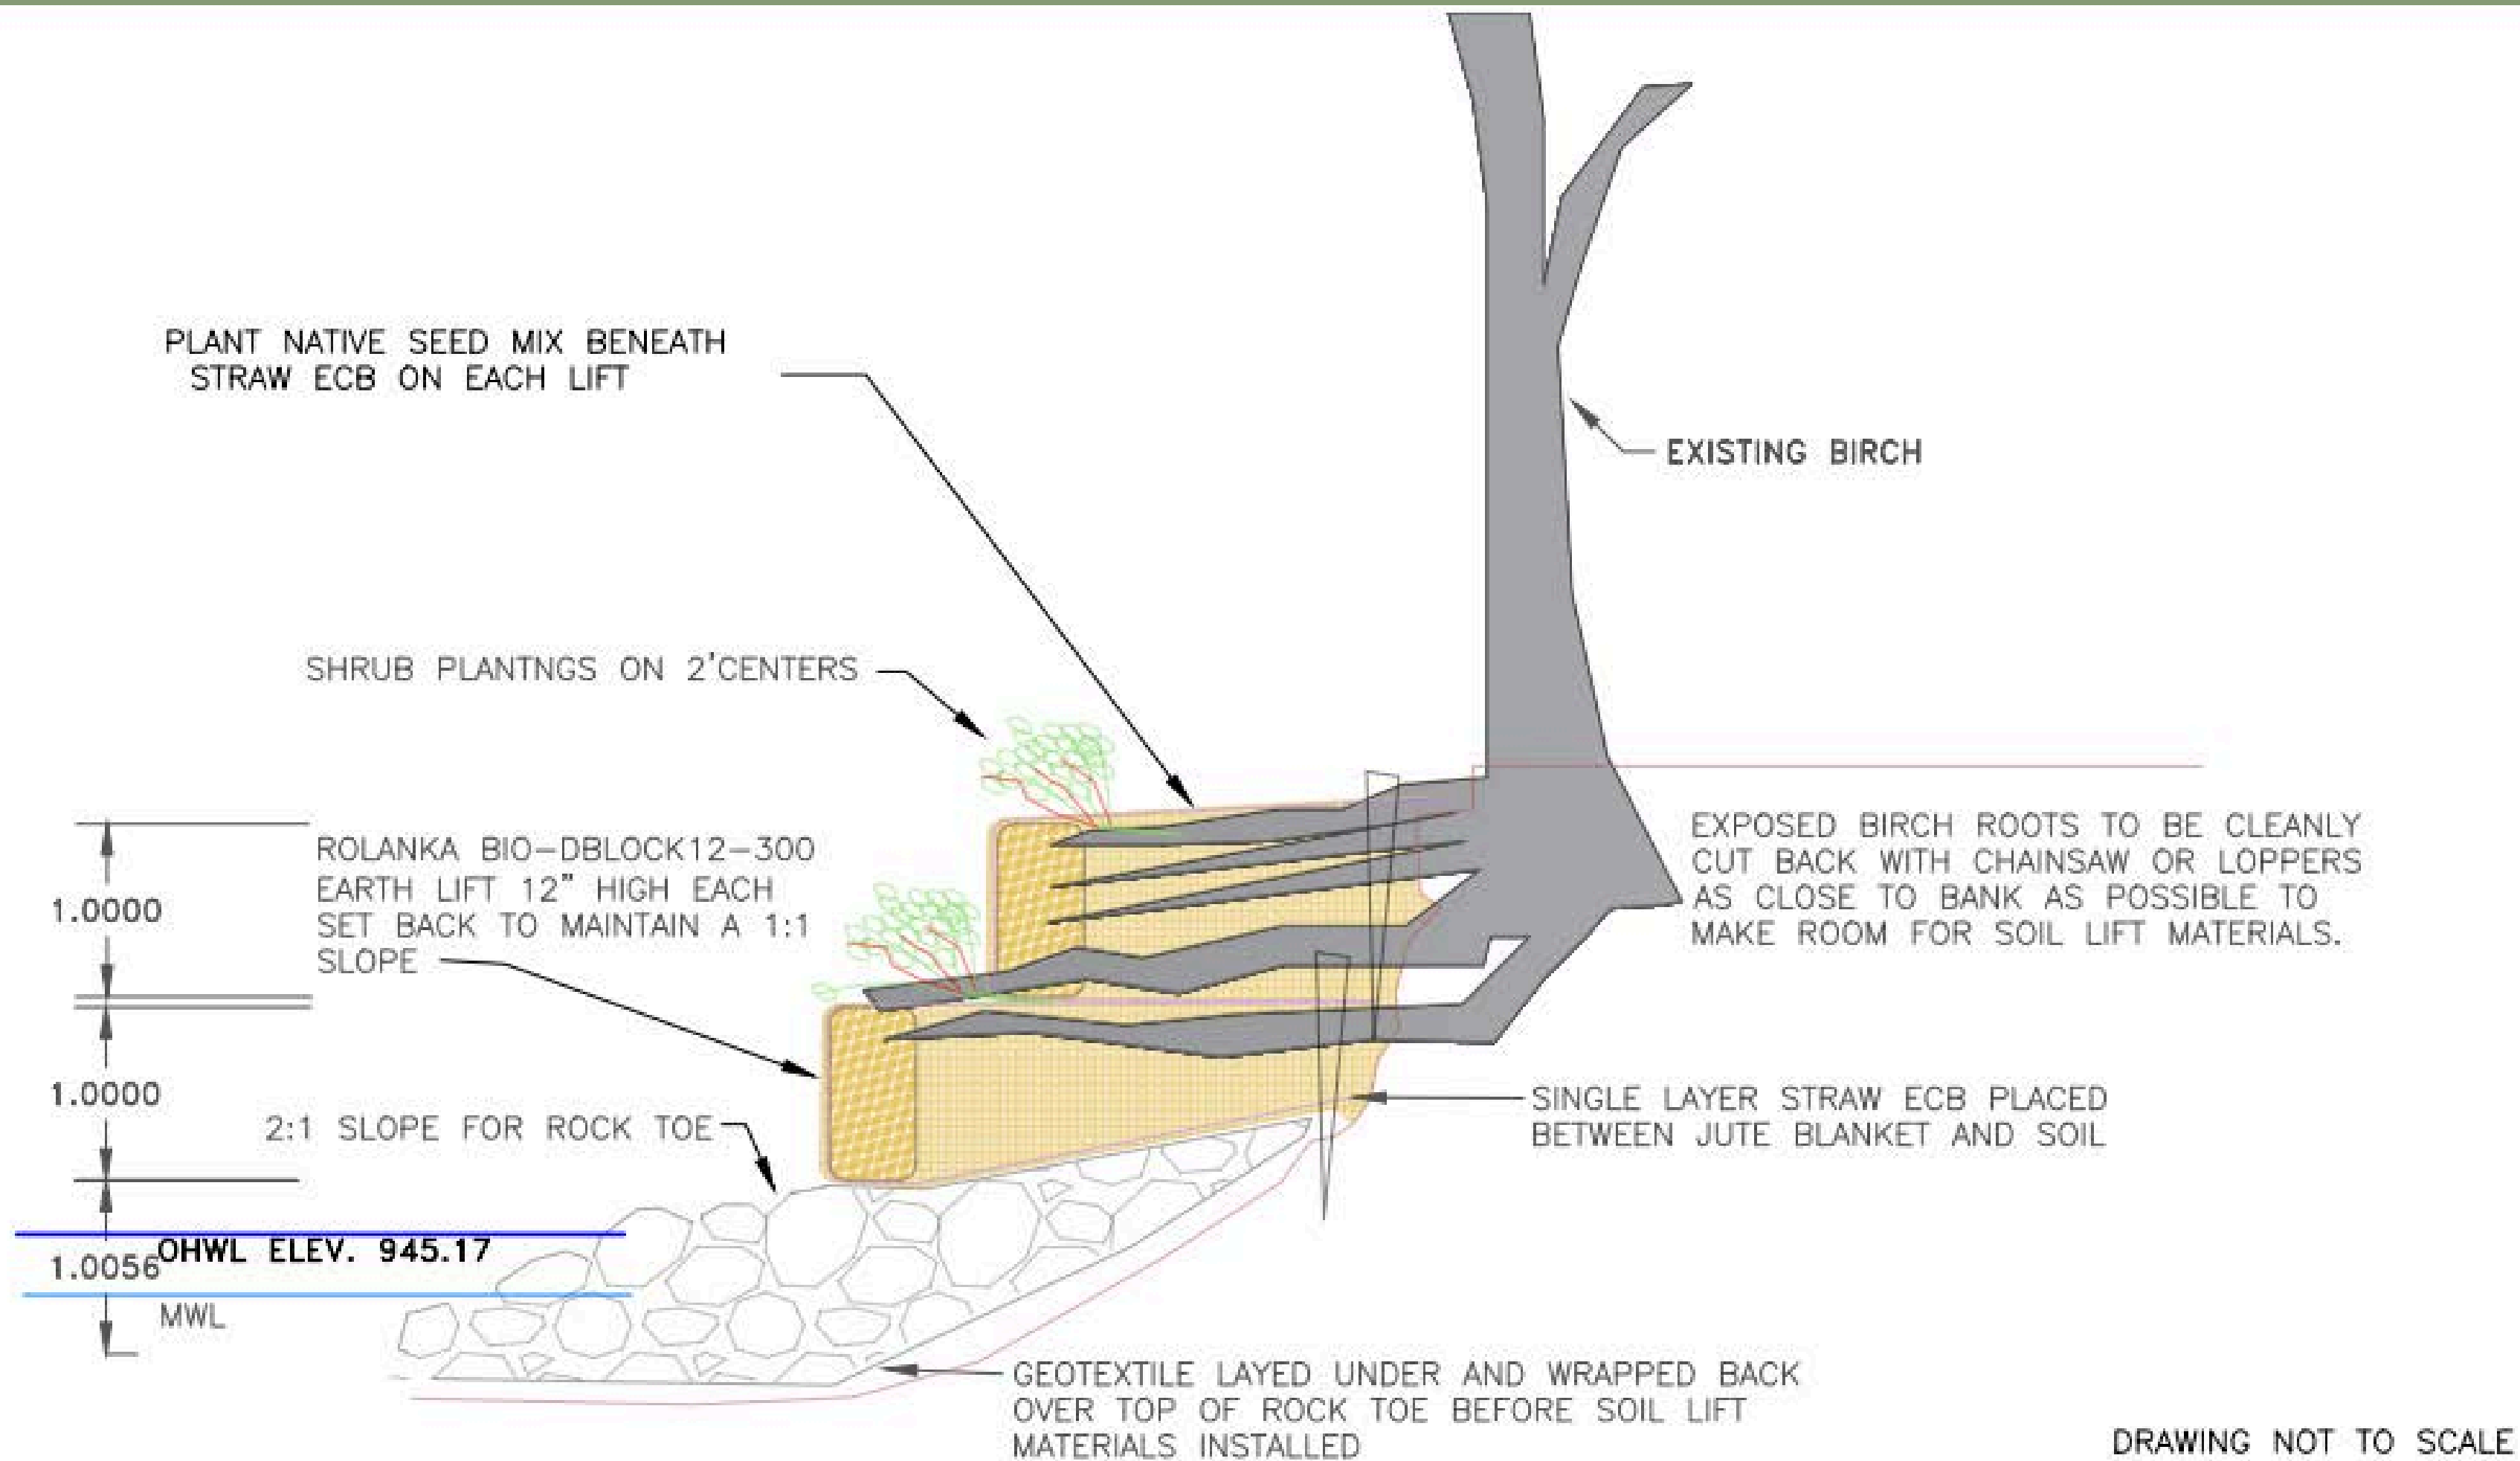 PLANT NATIVE SEED MIX BENEATH
STRAW ECB ON EACH LIFT
EXISTING BIRCH
SHRUB PLANTNGS ON 2'CENTERS
ROLANKA BIO-DBLOCK12-300
EARTH LIFT 12" HIGH EACH
SET BACK TO MAINTAIN A 1:1
SLOPE
EXPOSED BIRCH ROOTS TO BE CLEANLY
CUT BACK WITH CHAINSAW OR LOPPERS
AS CLOSE TO BANK AS POSSIBLE TO
MAKE ROOM FOR SOIL LIFT MATERIALS.
1.0000
1.0000
2:1 SLOPE FOR ROCK TOE
SINGLE LAYER STRAW ECB PLACED
BETWEEN JUTE BLANKET AND SOIL
OHWL ELEV. 945.17
1.0056
MWL
GEOTEXTILE LAYED UNDER AND WRAPPED BACK
OVER TOP OF ROCK TOE BEFORE SOIL LIFT
MATERIALS INSTALLED
DRAWING NOT TO SCALE